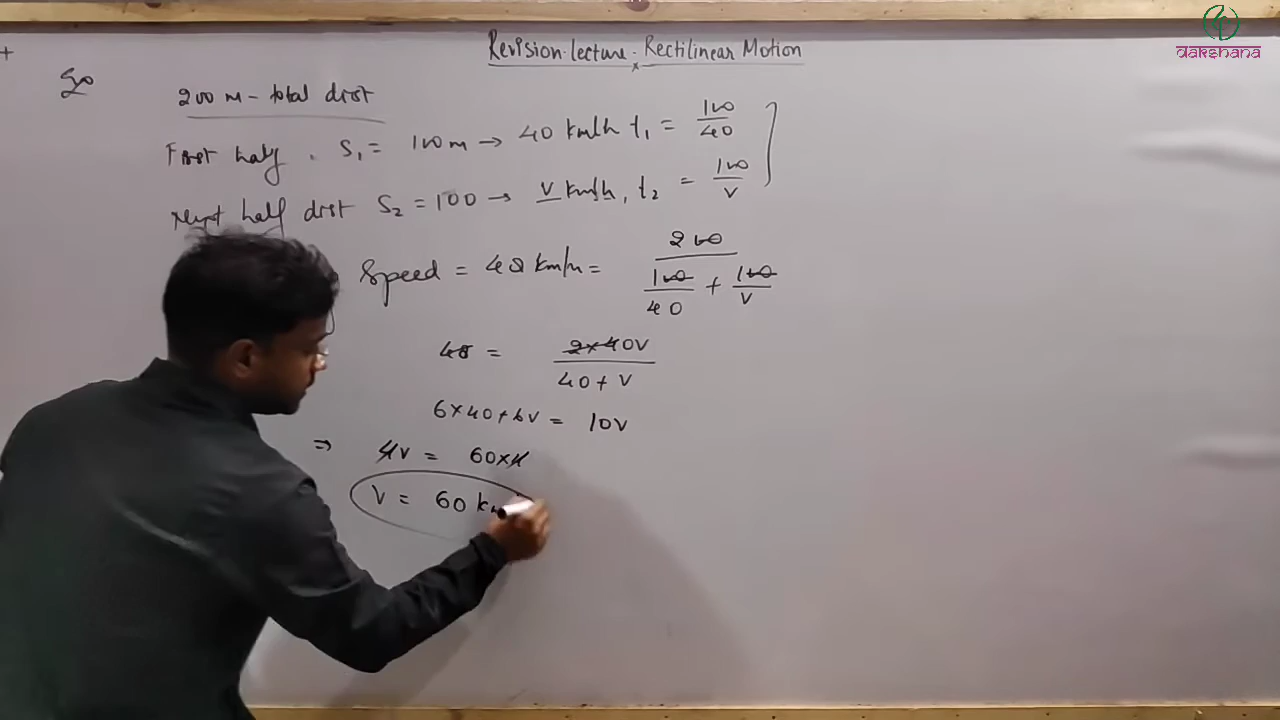 Revision lecture. Rectilinear Motion
dakshana
So
200 m - total dist
First half. S₁ = 100 m → 40 km/h t₁ = 100/40
Next half dist S₂ = 100 → v km/h, t₂ = 100/v
Speed = 48 km/h = 200/(100/40 + 100/v)
48 = 2×40v/(40+v)
6×40+6v = 10v
⇒ 4v = 60×4
v = 60 km